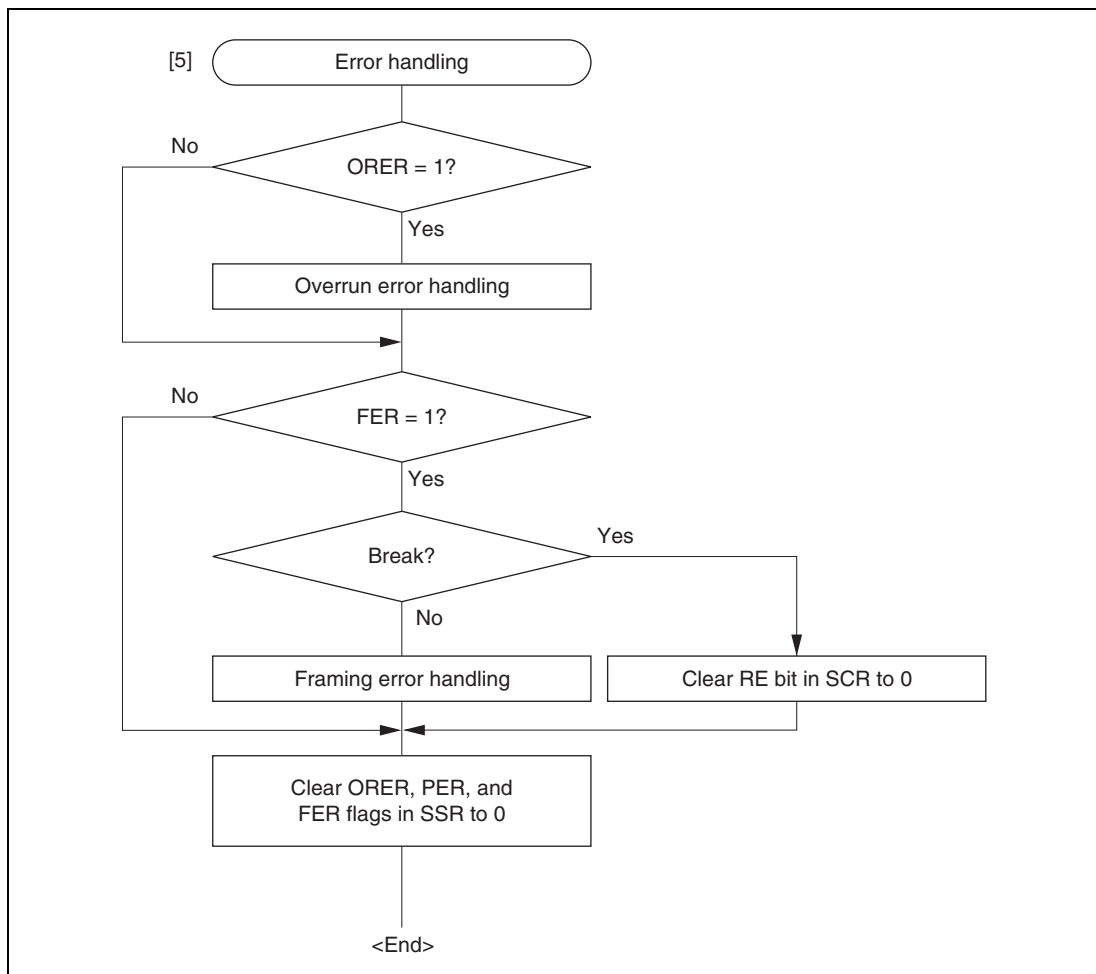 [5] Error handling
No
ORER = 1?
Yes
Overrun error handling
No
FER = 1?
Yes
Break?
Yes
No
Framing error handling
Clear RE bit in SCR to 0
Clear ORER, PER, and
FER flags in SSR to 0
<End>